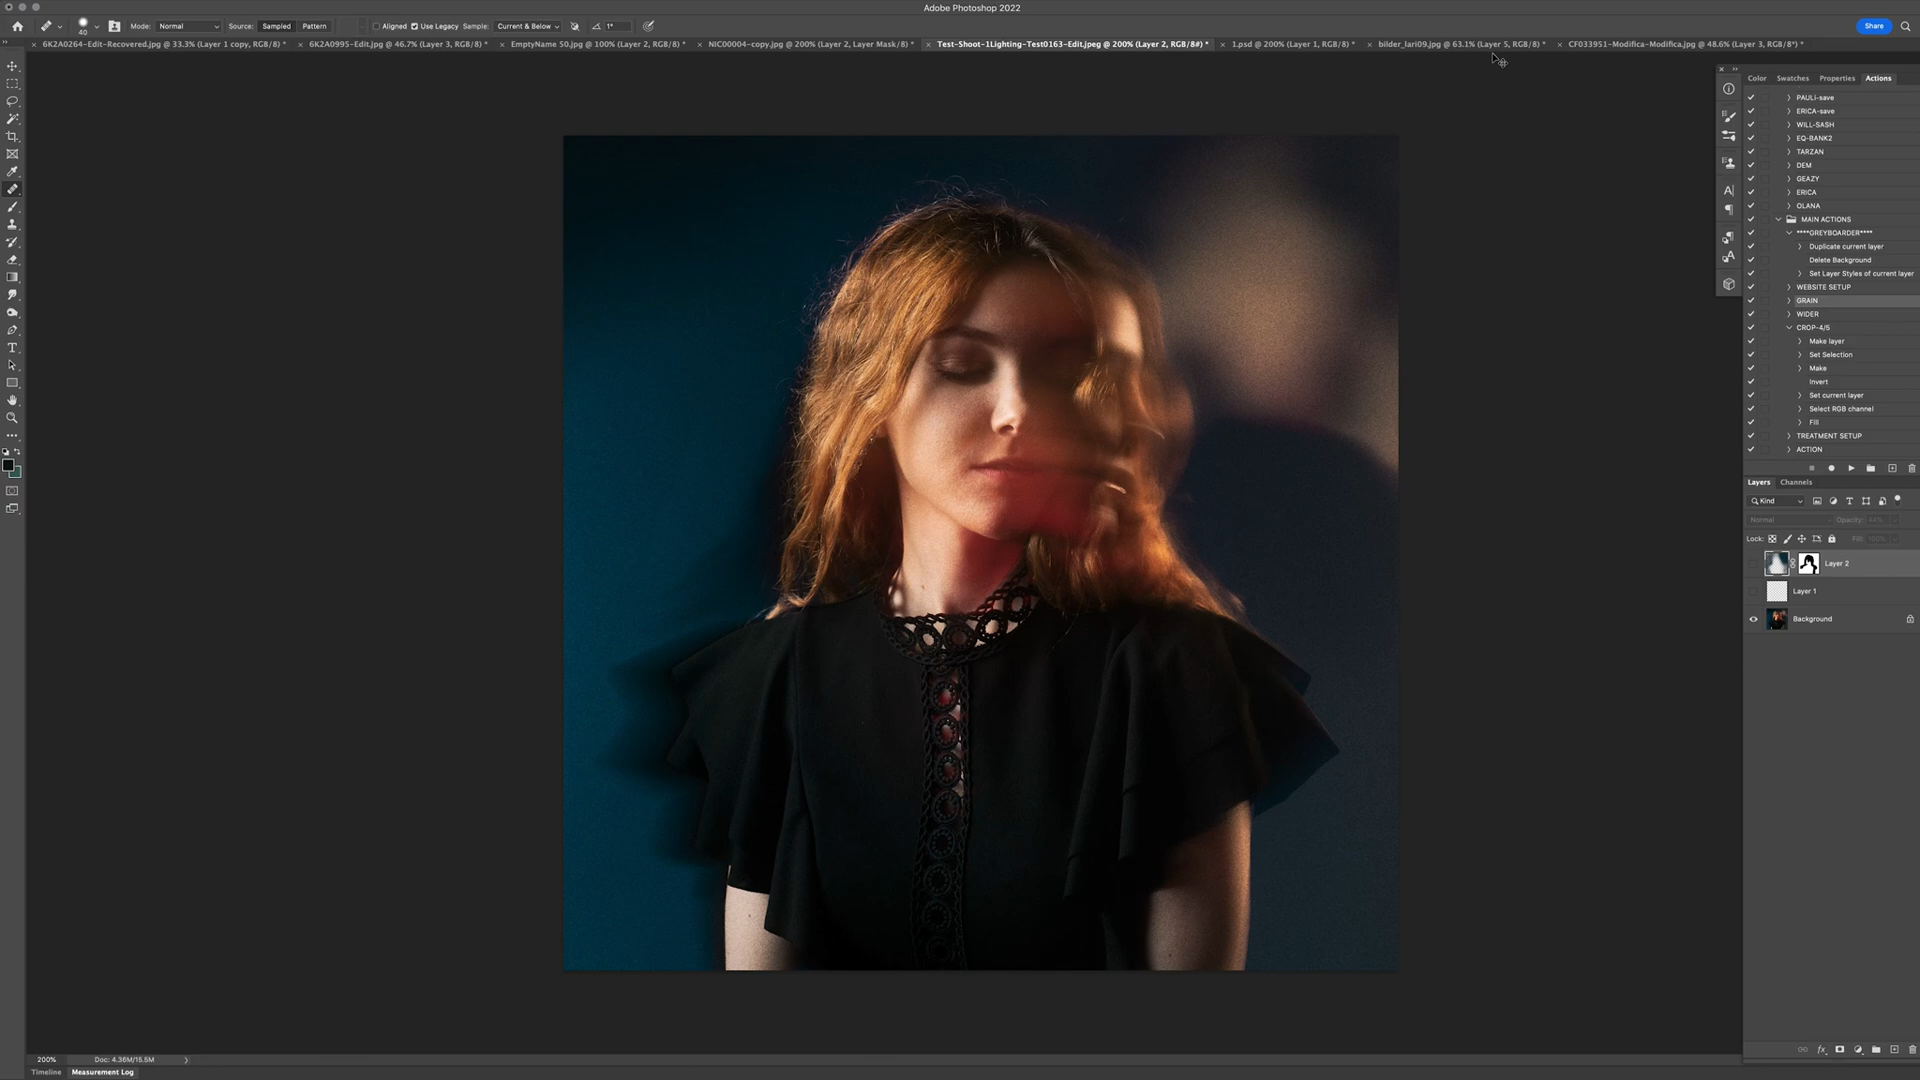 Adobe Photoshop 2022
40
Mode: Normal Source: Sampled Pattern Aligned Use Legacy Sample: Current & Below 1° Share
6K2A0264-Edit-Recovered.jpg @ 33.3% (Layer 1 copy, RGB/8) * 6K2A0995-Edit.jpg @ 46.7% (Layer 3, RGB/8) * EmptyName 50.jpg @ 100% (Layer 2, RGB/8) * NIC00004-copy.jpg @ 200% (Layer 2, Layer Mask/8) * Test-Shoot-1Lighting-Test0163-Edit.jpeg @ 200% (Layer 2, RGB/8#) * 1.psd @ 200% (Layer 1, RGB/8) * bilder_lari09.jpg @ 63.1% (Layer 5, RGB/8) * CF033951-Modifica-Modifica.jpg @ 48.6% (Layer 3, RGB/8*) *
Color Swatches Properties Actions
PAULI-save
ERICA-save
WILL-SASH
EQ-BANK2
TARZAN
DEM
GEAZY
ERICA
OLANA
MAIN ACTIONS
****GREYBOARDER****
Duplicate current layer
Delete Background
Set Layer Styles of current layer
WEBSITE SETUP
GRAIN
WIDER
CROP-4/5
Make layer
Set Selection
Make
Invert
Set current layer
Select RGB channel
Fill
TREATMENT SETUP
ACTION
Layers Channels
Kind
Normal Opacity: 44%
Lock: Fill: 100%
Layer 2
Layer 1
Background
200% Doc: 4.36M/15.5M
Timeline Measurement Log